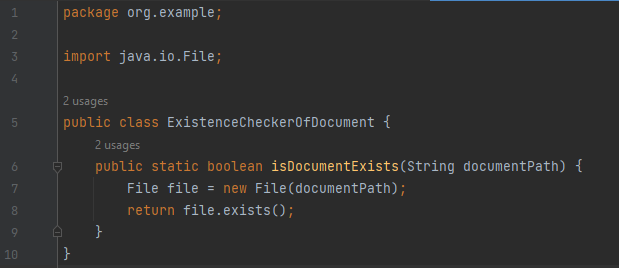 1 package org.example;
2
3 import java.io.File;
4
2 usages
5 public class ExistenceCheckerOfDocument {
2 usages
6 public static boolean isDocumentExists(String documentPath) {
7 File file = new File(documentPath);
8 return file.exists();
9 }
10 }